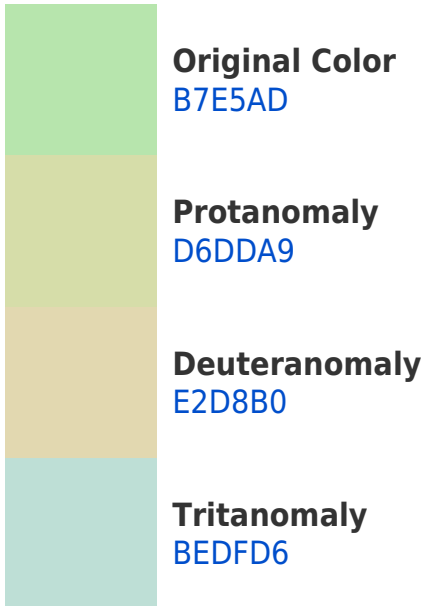 Original Color
B7E5AD
Protanomaly
D6DDA9
Deuteranomaly
E2D8B0
Tritanomaly
BEDFD6